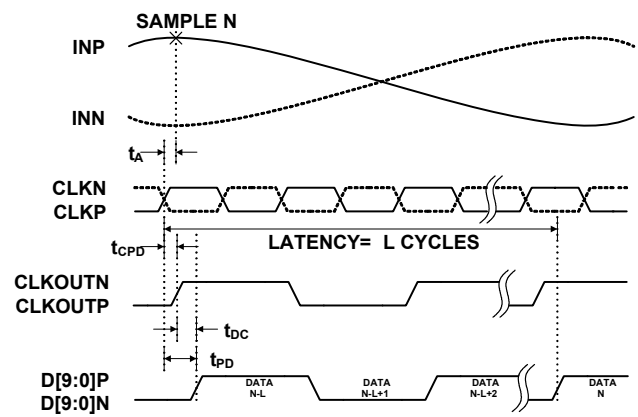 SAMPLE N
INP
INN
tA
CLKN
CLKP
LATENCY= L CYCLES
tCPD
CLKOUTN
CLKOUTP
tDC
tPD
D[9:0]P
D[9:0]N
DATA
N-L
DATA
N-L+1
DATA
N-L+2
DATA
N